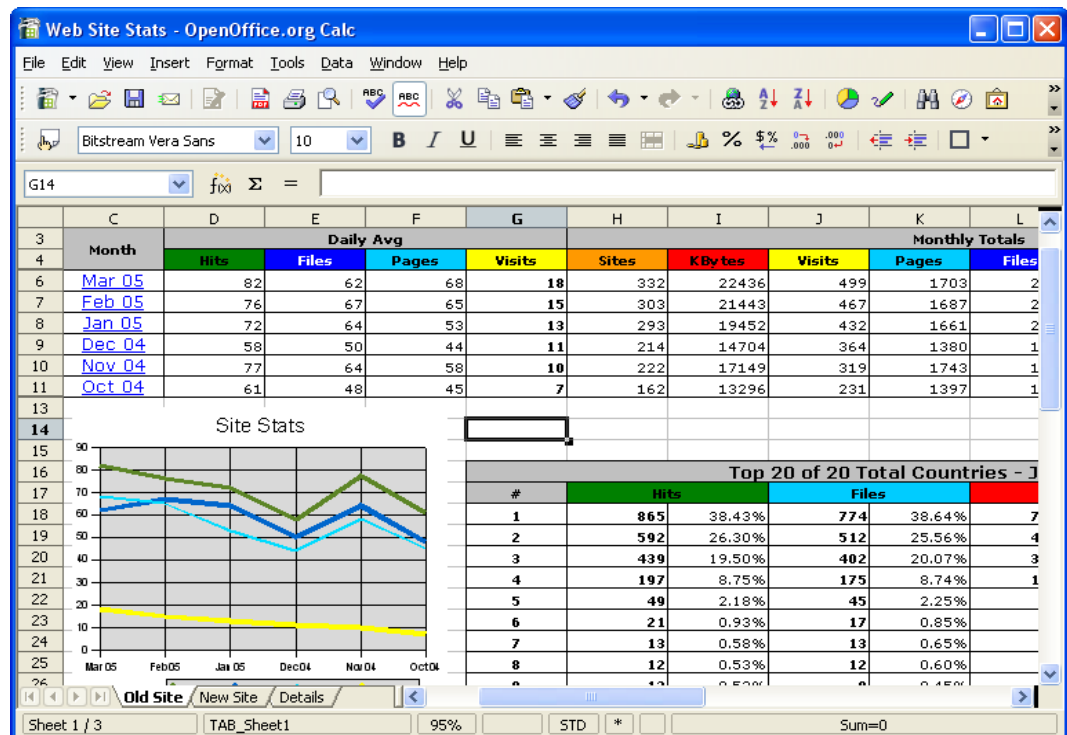 Web Site Stats - OpenOffice.org Calc
File Edit View Insert Format Tools Data Window Help
Bitstream Vera Sans 10 B I U
G14 f(x) Σ =
C D E F G H I J K L
3 Month Daily Avg Monthly Totals
4 Hits Files Pages Visits Sites KBytes Visits Pages Files
6 Mar 05 82 62 68 18 332 22436 499 1703 2
7 Feb 05 76 67 65 15 303 21443 467 1687 2
8 Jan 05 72 64 53 13 293 19452 432 1661 2
9 Dec 04 58 50 44 11 214 14704 364 1380 1
10 Nov 04 77 64 58 10 222 17149 319 1743 1
11 Oct 04 61 48 45 7 162 13296 231 1397 1
13
14 Site Stats
15 90
16 80 Top 20 of 20 Total Countries - J
17 70 # Hits Files
18 60 1 865 38.43% 774 38.64% 7
19 50 2 592 26.30% 512 25.56% 4
20 40 3 439 19.50% 402 20.07% 3
21 30 4 197 8.75% 175 8.74% 1
22 20 5 49 2.18% 45 2.25%
23 10 6 21 0.93% 17 0.85%
24 0 7 13 0.58% 13 0.65%
25 Mar 05 Feb 05 Jan 05 Dec 04 Nov 04 Oct 04 8 12 0.53% 12 0.60%
Old Site New Site Details
Sheet 1 / 3 TAB_Sheet1 95% STD * Sum=0